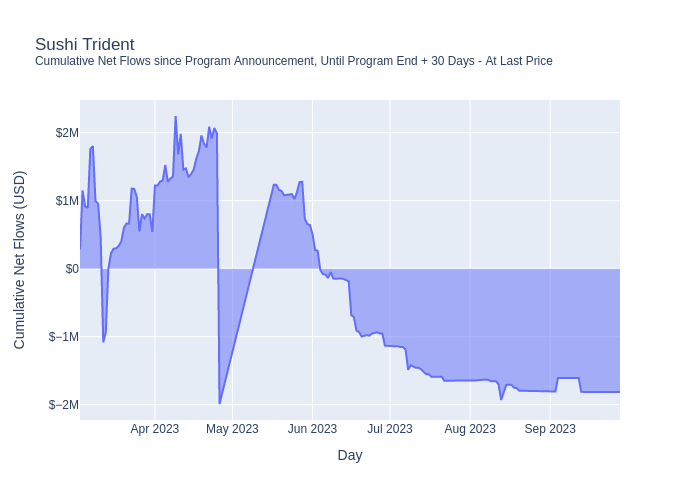 Sushi Trident
Cumulative Net Flows since Program Announcement, Until Program End + 30 Days - At Last Price
Cumulative Net Flows (USD)
$2M
$1M
$0
$−1M
$−2M
Apr 2023
May 2023
Jun 2023
Jul 2023
Aug 2023
Sep 2023
Day